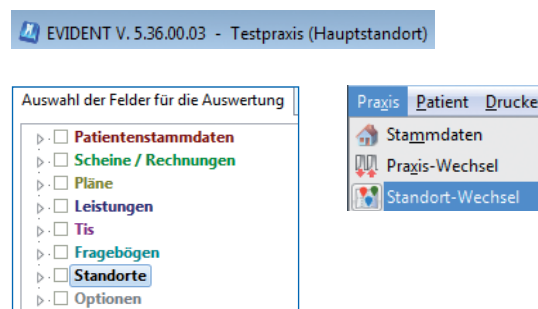 EVIDENT V. 5.36.00.03 - Testpraxis (Hauptstandort)
Auswahl der Felder für die Auswertung
Patientenstammdaten
Scheine / Rechnungen
Pläne
Leistungen
Tis
Fragebögen
Standorte
Optionen
Praxis Patient Drucke
Stammdaten
Praxis-Wechsel
Standort-Wechsel